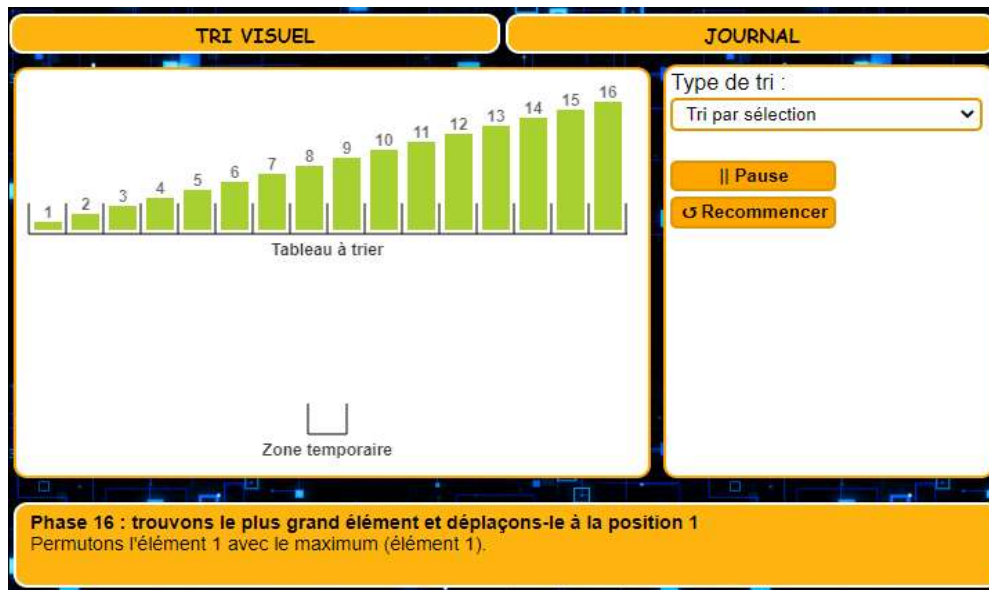 TRI VISUEL
JOURNAL
1 2 3 4 5 6 7 8 9 10 11 12 13 14 15 16
Tableau à trier
Zone temporaire
Type de tri :
Tri par sélection
|| Pause
↺ Recommencer
Phase 16 : trouvons le plus grand élément et déplaçons-le à la position 1
Permutons l'élément 1 avec le maximum (élément 1).